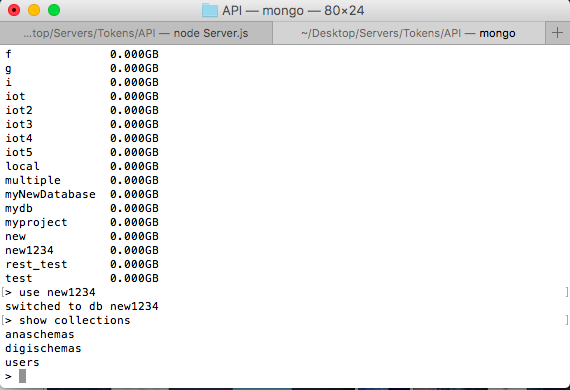 API — mongo — 80×24
...top/Servers/Tokens/API — node Server.js
~/Desktop/Servers/Tokens/API — mongo
+
f 0.000GB
g 0.000GB
i 0.000GB
iot 0.000GB
iot2 0.000GB
iot3 0.000GB
iot4 0.000GB
iot5 0.000GB
local 0.000GB
multiple 0.000GB
myNewDatabase 0.000GB
mydb 0.000GB
myproject 0.000GB
new 0.000GB
new1234 0.000GB
rest_test 0.000GB
test 0.000GB
[> use new1234 ]
switched to db new1234
[> show collections ]
anaschemas
digischemas
users
>